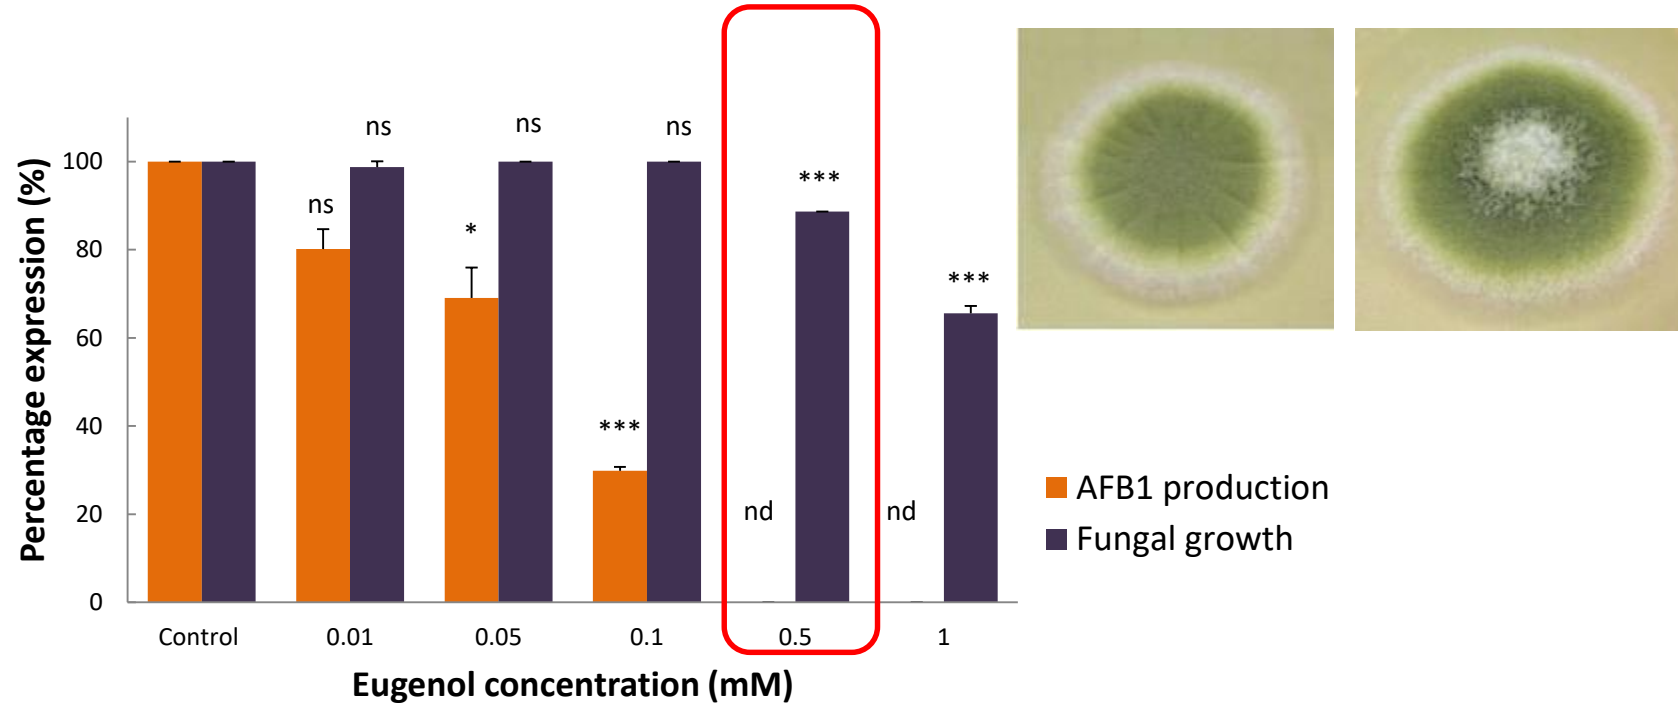 Percentage expression (%)
100
80
60
40
20
0
ns
ns
*
ns
***
ns
nd
***
nd
***
Control
0.01
0.05
0.1
0.5
1
Eugenol concentration (mM)
AFB1 production
Fungal growth